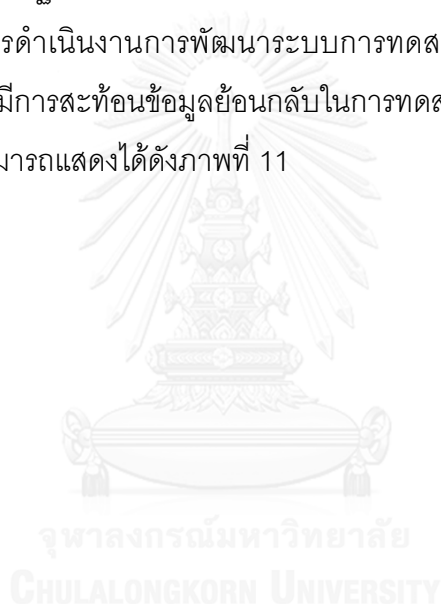 รดำเนินงานการพัฒนาระบบการทดส
มีการสะท้อนข้อมูลย้อนกลับในการทดส
มารถแสดงได้ดังภาพที่ 11
จุฬาลงกรณ์มหาวิทยาลัย
CHULALONGKORN UNIVERSITY